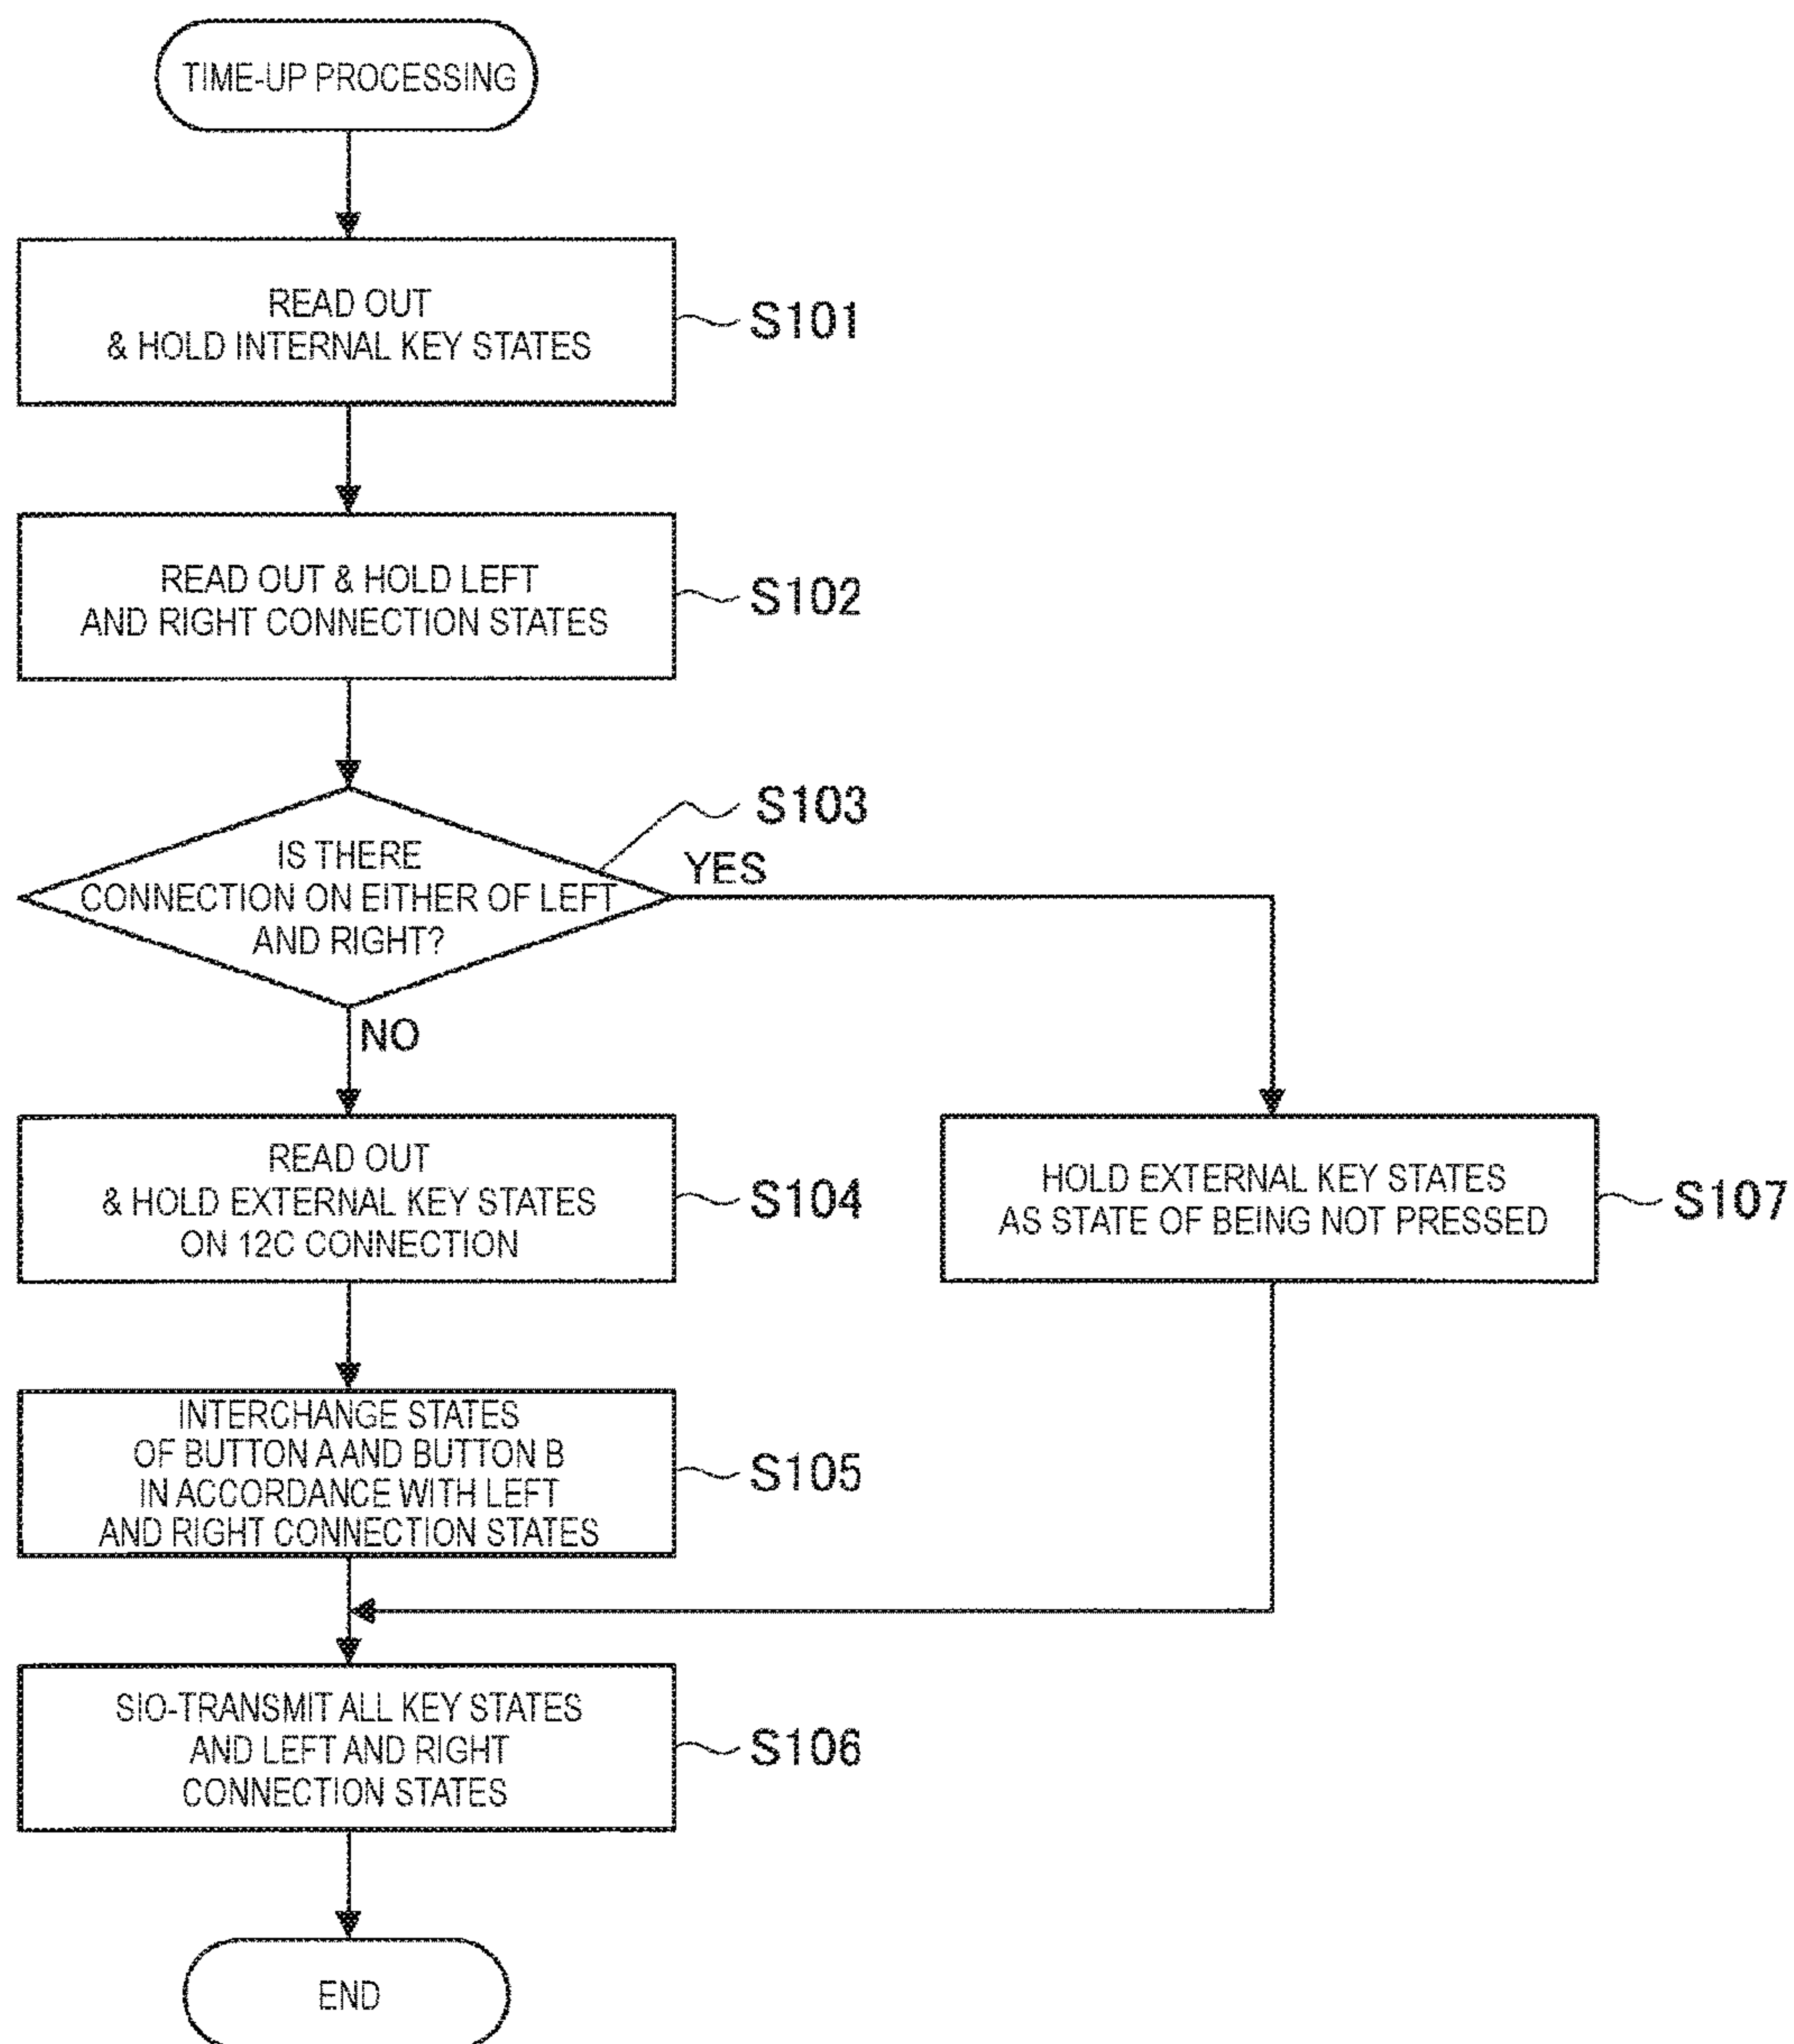 TIME-UP PROCESSING
READ OUT
& HOLD INTERNAL KEY STATES
S101
READ OUT & HOLD LEFT
AND RIGHT CONNECTION STATES
S102
S103
IS THERE
CONNECTION ON EITHER OF LEFT
AND RIGHT?
YES
NO
READ OUT
& HOLD EXTERNAL KEY STATES
ON 12C CONNECTION
S104
HOLD EXTERNAL KEY STATES
AS STATE OF BEING NOT PRESSED
S107
INTERCHANGE STATES
OF BUTTON A AND BUTTON B
IN ACCORDANCE WITH LEFT
AND RIGHT CONNECTION STATES
S105
SIO-TRANSMIT ALL KEY STATES
AND LEFT AND RIGHT
CONNECTION STATES
S106
END